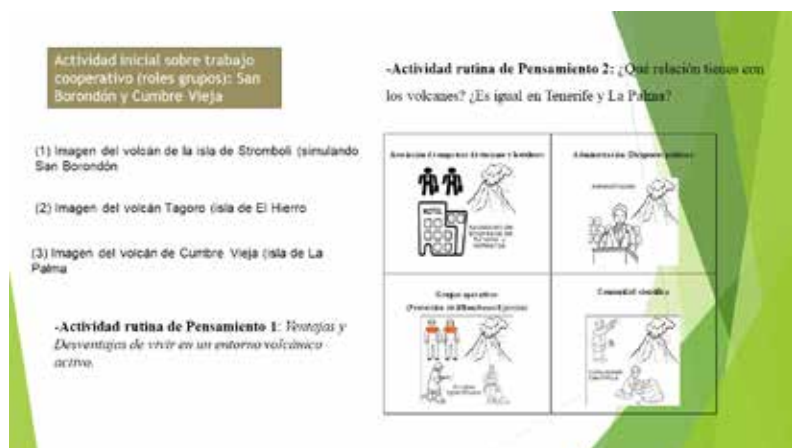 Actividad inicial sobre trabajo
cooperativo (roles grupos): San
Borondón y Cumbre Vieja
(1) Imagen del volcán de la isla de Stromboli (simulando
San Borondón
(2) Imagen del volcán Tagoro (isla de El Hierro
(3) Imagen del volcán de Cumbre Vieja (isla de La
Palma
-Actividad rutina de Pensamiento 1: Ventajas y
Desventajas de vivir en un entorno volcánico
activo.
-Actividad rutina de Pensamiento 2: ¿Qué relación tienes con
los volcanes? ¿Es igual en Tenerife y La Palma?
HOTEL
Grupo operativo
Comunidad científica